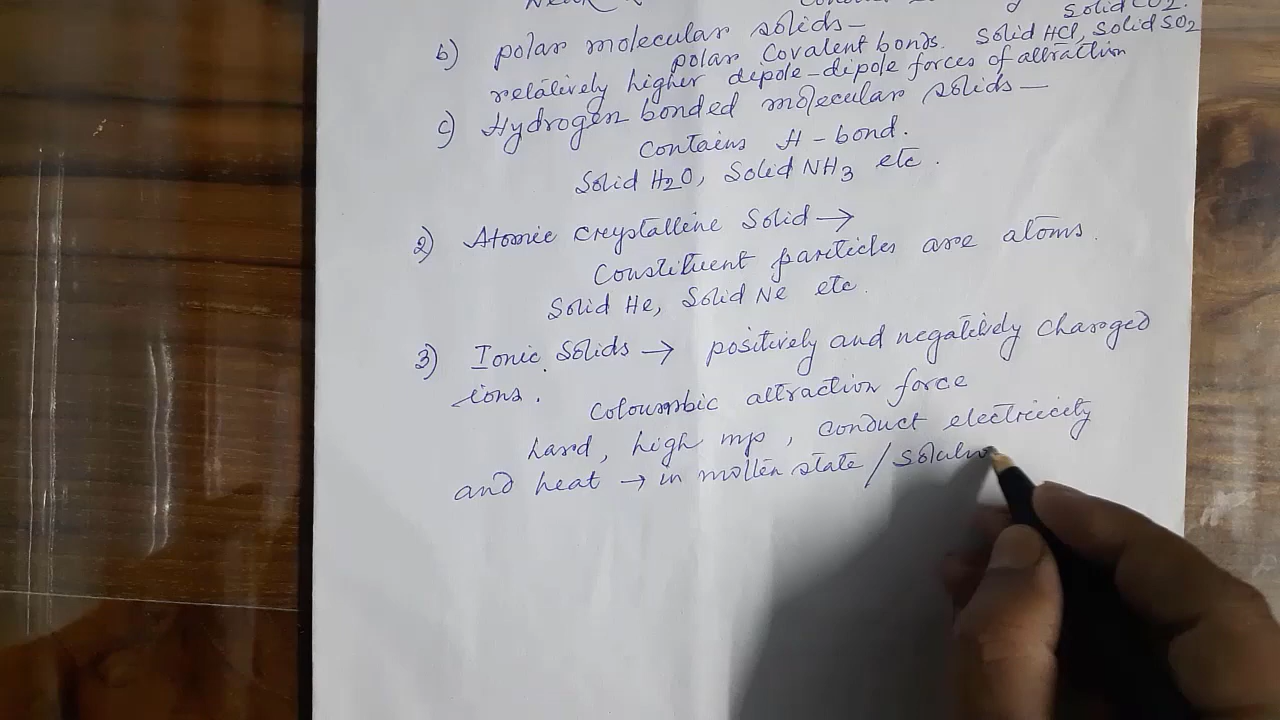 Solid CO2.
b) polar molecular solids—
polar Covalent bonds. Solid HCl, Solid SO2
relatively higher dipole-dipole forces of attraction
c) Hydrogen bonded molecular solids—
Contains H-bond.
Solid H2O, Solid NH3 etc.
2) Atomic Crystalline Solid →
Constituent particles are atoms.
Solid He, Solid Ne etc.
3) Ionic Solids → positively and negatively charged
ions.
Coloumbic attraction force
hard, high mp, conduct electricity
and heat → in molten state / Solu